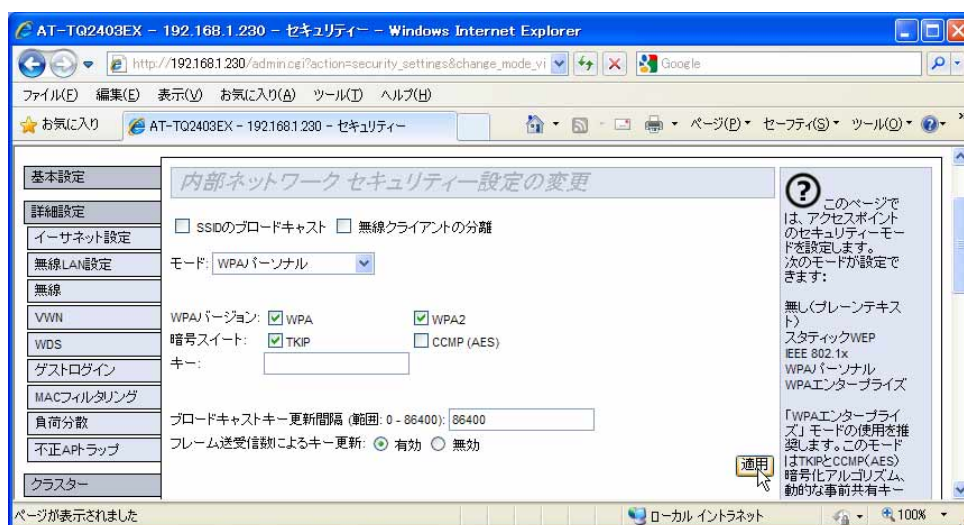 AT-TQ2403EX - 192.168.1.230 - セキュリティー - Windows Internet Explorer
http://192.168.1.230/admin.cgi?action=security_settings&change_mode_vi
Google
ファイル(F) 編集(E) 表示(V) お気に入り(A) ツール(T) ヘルプ(H)
お気に入り
AT-TQ2403EX - 192.168.1.230 - セキュリティー
ページ(P) セーフティ(S) ツール(O)
基本設定
詳細設定
イーサネット設定
無線LAN設定
無線
VWN
WDS
ゲストログイン
MACフィルタリング
負荷分散
不正APトラップ
クラスター
内部ネットワーク セキュリティー設定の変更
SSIDのブロードキャスト 無線クライアントの分離
モード: WPAパーソナル
WPAバージョン: WPA WPA2
暗号スイート: TKIP CCMP (AES)
キー:
ブロードキャストキー更新間隔 (範囲: 0 - 86400): 86400
フレーム送受信数によるキー更新: 有効 無効
適用
?
このページで
は、アクセスポイント
のセキュリティーモー
ドを設定します。
次のモードが設定で
きます:
無し(プレーンテキス
ト)
スタティックWEP
IEEE 802.1x
WPAパーソナル
WPAエンタープライズ
「WPAエンタープライ
ズ」モードの使用を推
奨します。このモード
はTKIPとCCMP(AES)
暗号化アルゴリズム、
動的な事前共有キー
ページが表示されました
ローカル イントラネット
100%